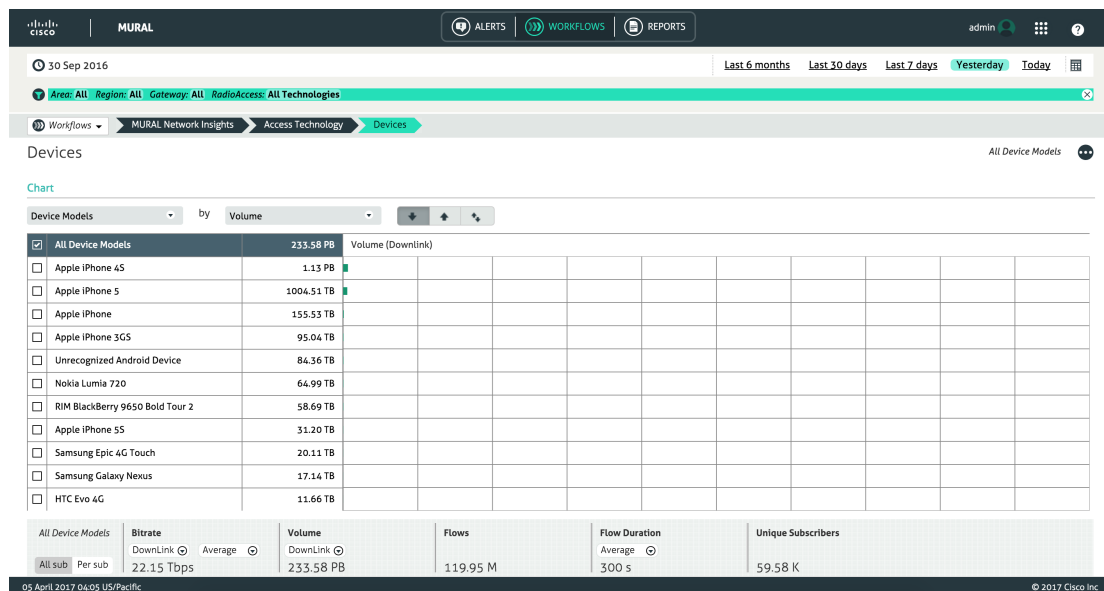 CISCO MURAL ALERTS WORKFLOWS REPORTS admin ?
30 Sep 2016 Last 6 months Last 30 days Last 7 days Yesterday Today
Area: All Region: All Gateway: All RadioAccess: All Technologies
Workflows MURAL Network Insights Access Technology Devices
Devices All Device Models
Chart
Device Models by Volume
All Device Models 233.58 PB Volume (Downlink)
Apple iPhone 4S 1.13 PB
Apple iPhone 5 1004.51 TB
Apple iPhone 155.53 TB
Apple iPhone 3GS 95.04 TB
Unrecognized Android Device 84.36 TB
Nokia Lumia 720 64.99 TB
RIM BlackBerry 9650 Bold Tour 2 58.69 TB
Apple iPhone 5S 31.20 TB
Samsung Epic 4G Touch 20.11 TB
Samsung Galaxy Nexus 17.14 TB
HTC Evo 4G 11.66 TB
All Device Models Bitrate Volume Flows Flow Duration Unique Subscribers
DownLink Average DownLink Average
All sub Per sub 22.15 Tbps 233.58 PB 119.95 M 300 s 59.58 K
05 April 2017 04:05 US/Pacific © 2017 Cisco Inc